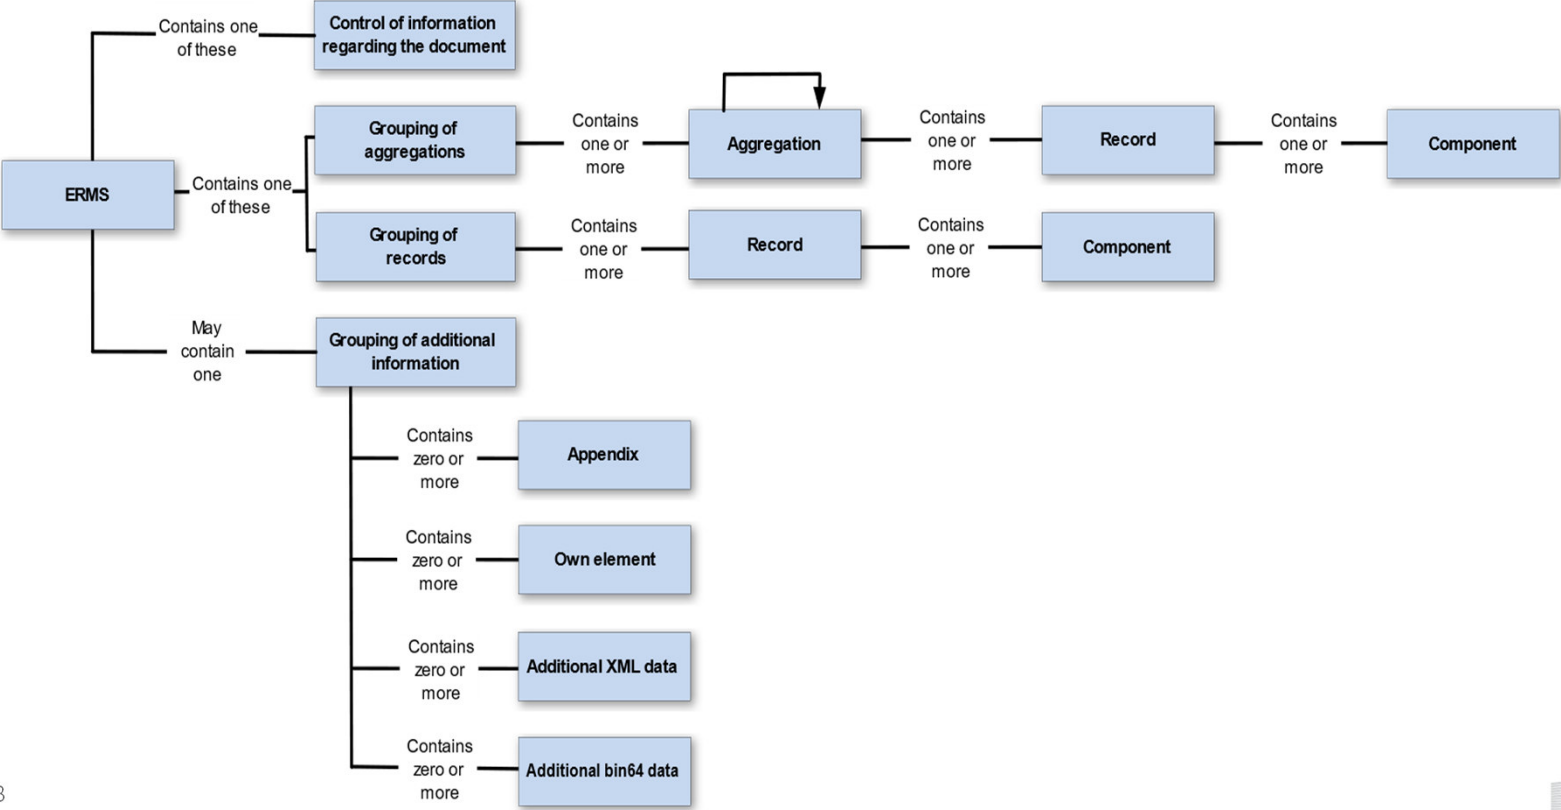 Contains one
of these
Control of information
regarding the document
ERMS
Contains one
of these
Grouping of
aggregations
Contains
one or
more
Aggregation
Contains
one or
more
Record
Contains
one or
more
Component
Grouping of
records
Contains
one or
more
Record
Contains
one or
more
Component
May
contain
one
Grouping of additional
information
Contains
zero or
more
Appendix
Contains
zero or
more
Own element
Contains
zero or
more
Additional XML data
Contains
zero or
more
Additional bin64 data